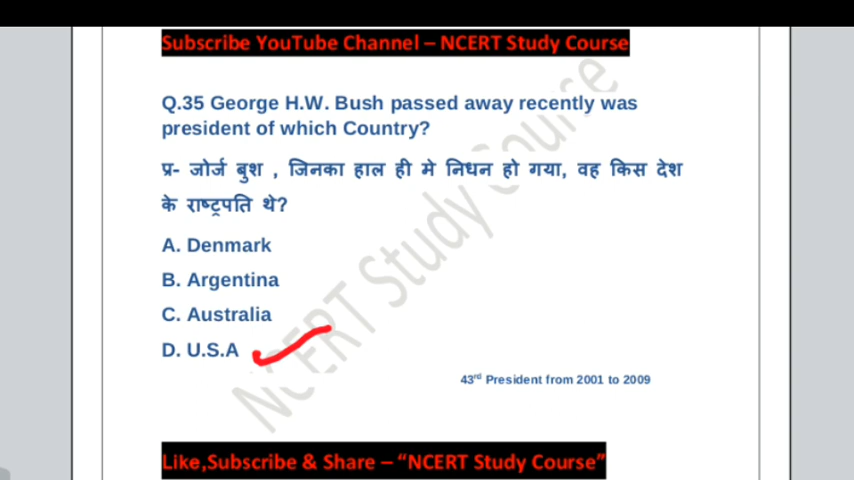 Subscribe YouTube Channel – NCERT Study Course
Q.35 George H.W. Bush passed away recently was
president of which Country?
प्र- जोर्ज बुश , जिनका हाल ही मे निधन हो गया, वह किस देश
के राष्ट्रपति थे?
A. Denmark
B. Argentina
C. Australia
D. U.S.A
43rd President from 2001 to 2009
NCERT Study Course
Like,Subscribe & Share – “NCERT Study Course”